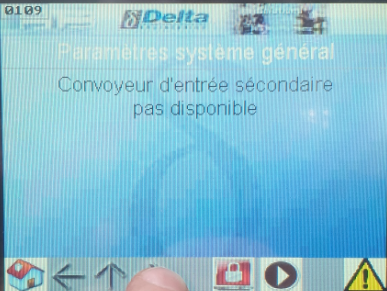 0109
Delta
Paramètres système général
Convoyeur d'entrée sécondaire
pas disponible